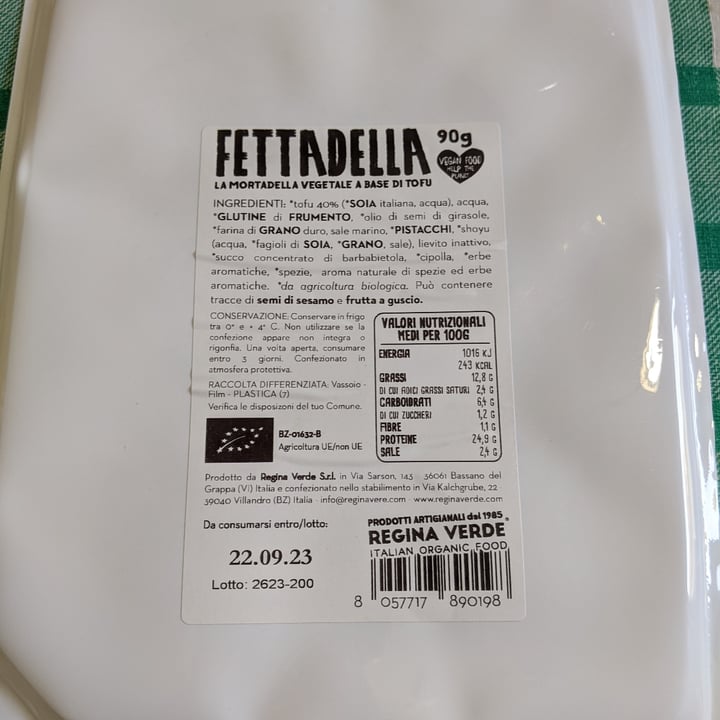 FETTADELLA 90g
VEGAN FOOD
HELP THE
PLANET
LA MORTADELLA VEGETALE A BASE DI TOFU
INGREDIENTI: *tofu 40% (*SOIA italiana, acqua), acqua,
*GLUTINE di FRUMENTO, *olio di semi di girasole,
*farina di GRANO duro, sale marino, *PISTACCHI, *shoyu
(acqua, *fagioli di SOIA, *GRANO, sale), lievito inattivo,
*succo concentrato di barbabietola, *cipolla, *erbe
aromatiche, *spezie, aroma naturale di spezie ed erbe
aromatiche. *da agricoltura biologica. Può contenere
tracce di semi di sesamo e frutta a guscio.
CONSERVAZIONE: Conservare in frigo
tra 0° e + 4° C. Non utilizzare se la
confezione appare non integra o
rigonfia. Una volta aperta, consumare
entro 3 giorni. Confezionato in
atmosfera protettiva.
RACCOLTA DIFFERENZIATA: Vassoio -
Film - PLASTICA (7)
Verifica le disposizoni del tuo Comune.
BZ-01632-B
Agricoltura UE/non UE
VALORI NUTRIZIONALI
MEDI PER 100G
ENERGIA 1016 KJ
243 KCAL
GRASSI 12,8 G
DI CUI ACIDI GRASSI SATURI 2,4 G
CARBOIDRATI 6,4 G
DI CUI ZUCCHERI 1,2 G
FIBRE 1,1 G
PROTEINE 24,9 G
SALE 2,4 G
Prodotto da Regina Verde S.r.l. in Via Sarson, 143 - 36061 Bassano del
Grappa (Vi) Italia e confezionato nello stabilimento in Via Kalchgrube, 22 -
39040 Villandro (BZ) Italia - info@reginavere.com - www.reginaverde.com
Da consumarsi entro/lotto:
22.09.23
Lotto: 2623-200
PRODOTTI ARTIGIANALI dal 1985
REGINA VERDE®
ITALIAN ORGANIC FOOD
8 057717 890198